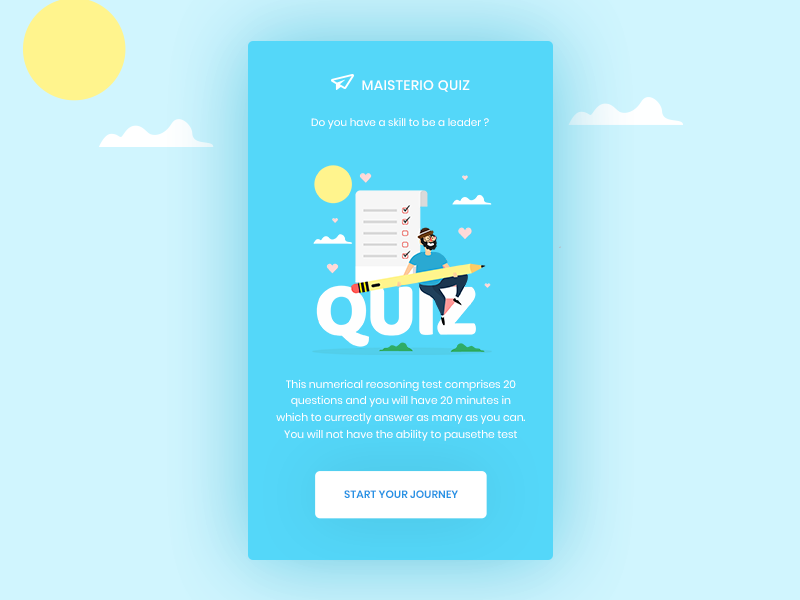 MAISTERIO QUIZ
Do you have a skill to be a leader ?
QUIZ
This numerical reosoning test comprises 20
questions and you will have 20 minutes in
which to currectly answer as many as you can.
You will not have the ability to pausethe test
START YOUR JOURNEY